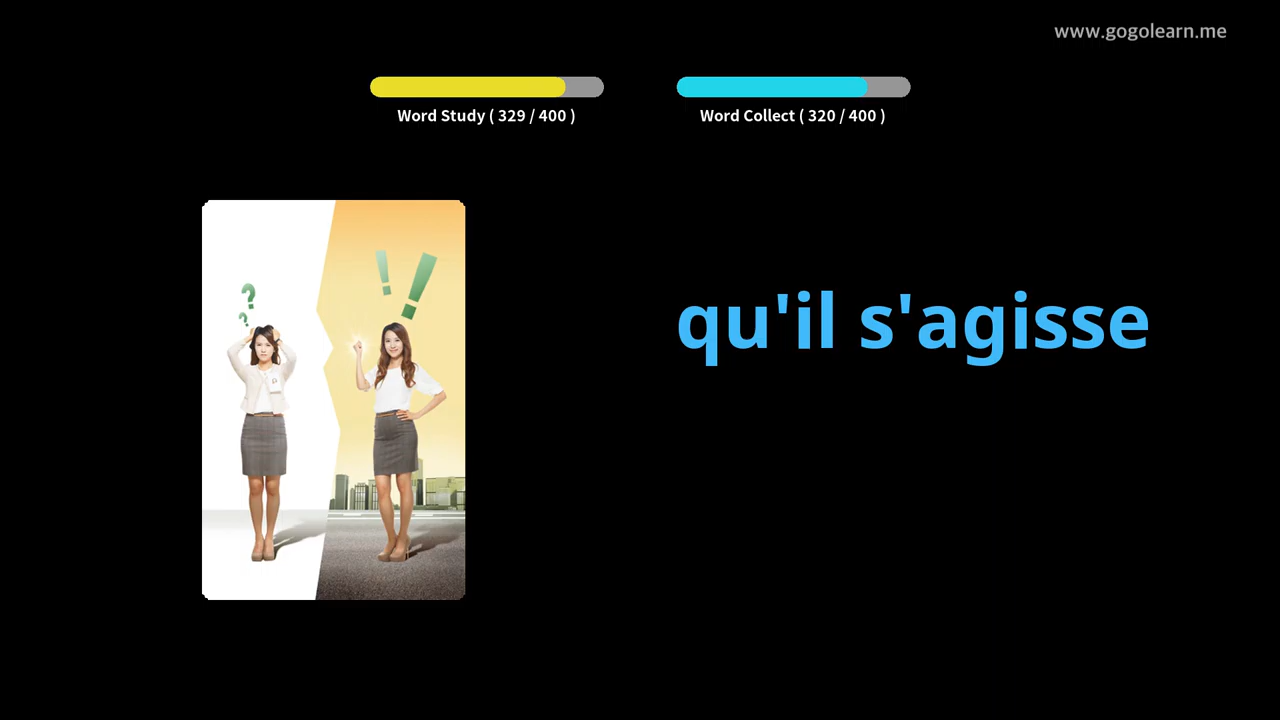 www.gogolearn.me
Word Study ( 329 / 400 )
Word Collect ( 320 / 400 )
? ?
! !
qu'il s'agisse